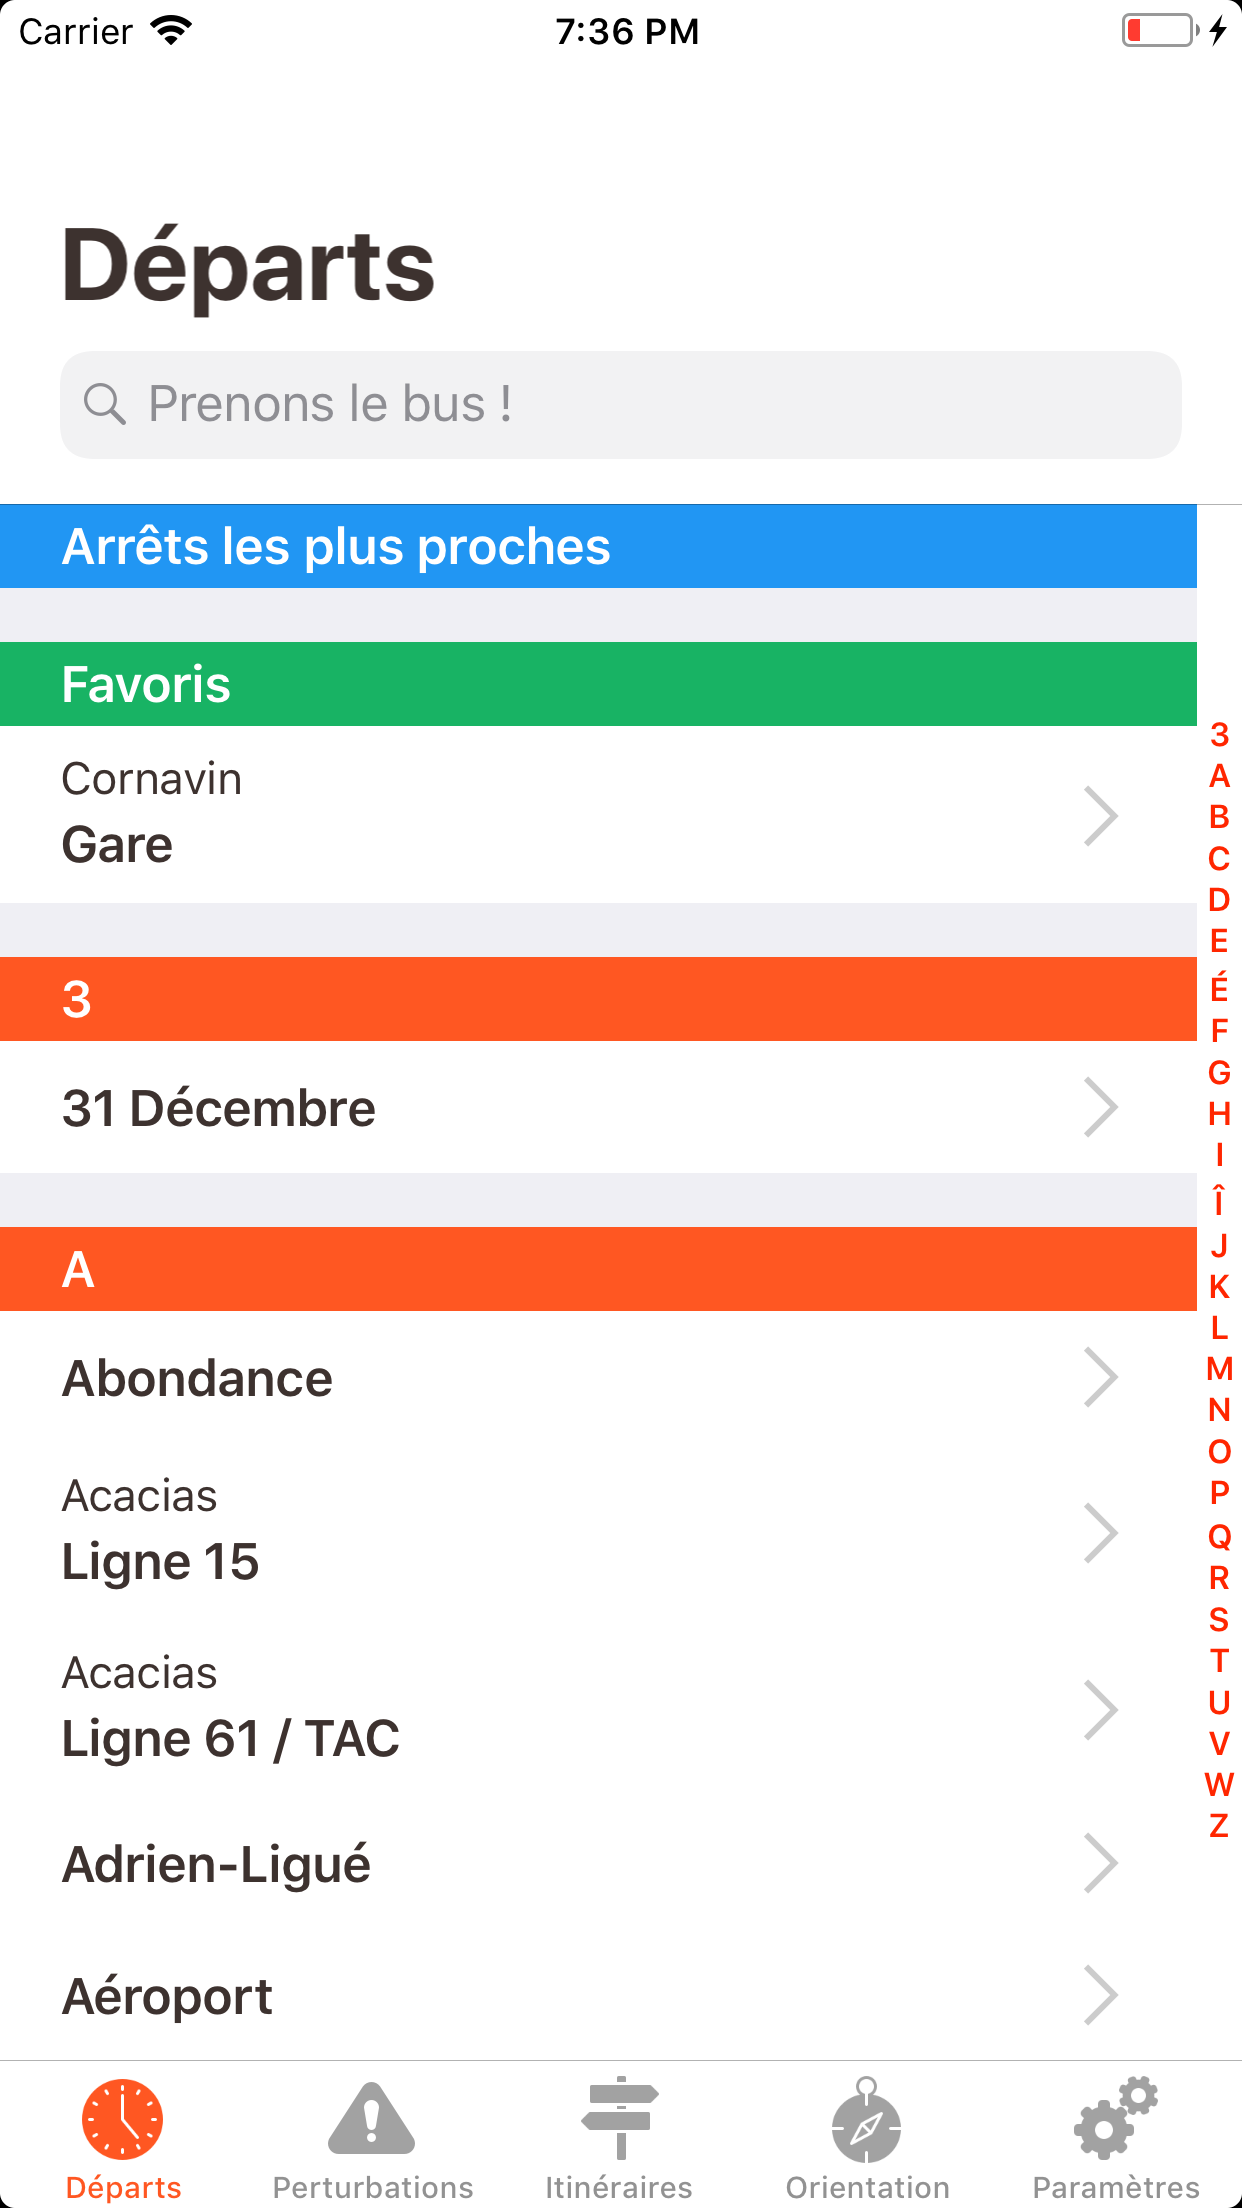 Carrier 7:36 PM
Départs
Prenons le bus !
Arrêts les plus proches
Favoris
Cornavin
Gare
3
31 Décembre
A
Abondance
Acacias
Ligne 15
Acacias
Ligne 61 / TAC
Adrien-Ligué
Aéroport
3
A
B
C
D
E
É
F
G
H
I
Î
J
K
L
M
N
O
P
Q
R
S
T
U
V
W
Z
Départs Perturbations Itinéraires Orientation Paramètres